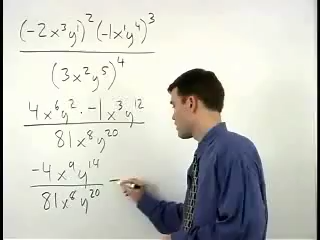 (-2x³y¹)²(-1x¹y⁴)³
(3x²y⁵)⁴
4x⁶y² · -1x³y¹²
81x⁸y²⁰
-4x⁹y¹⁴
81x⁸y²⁰